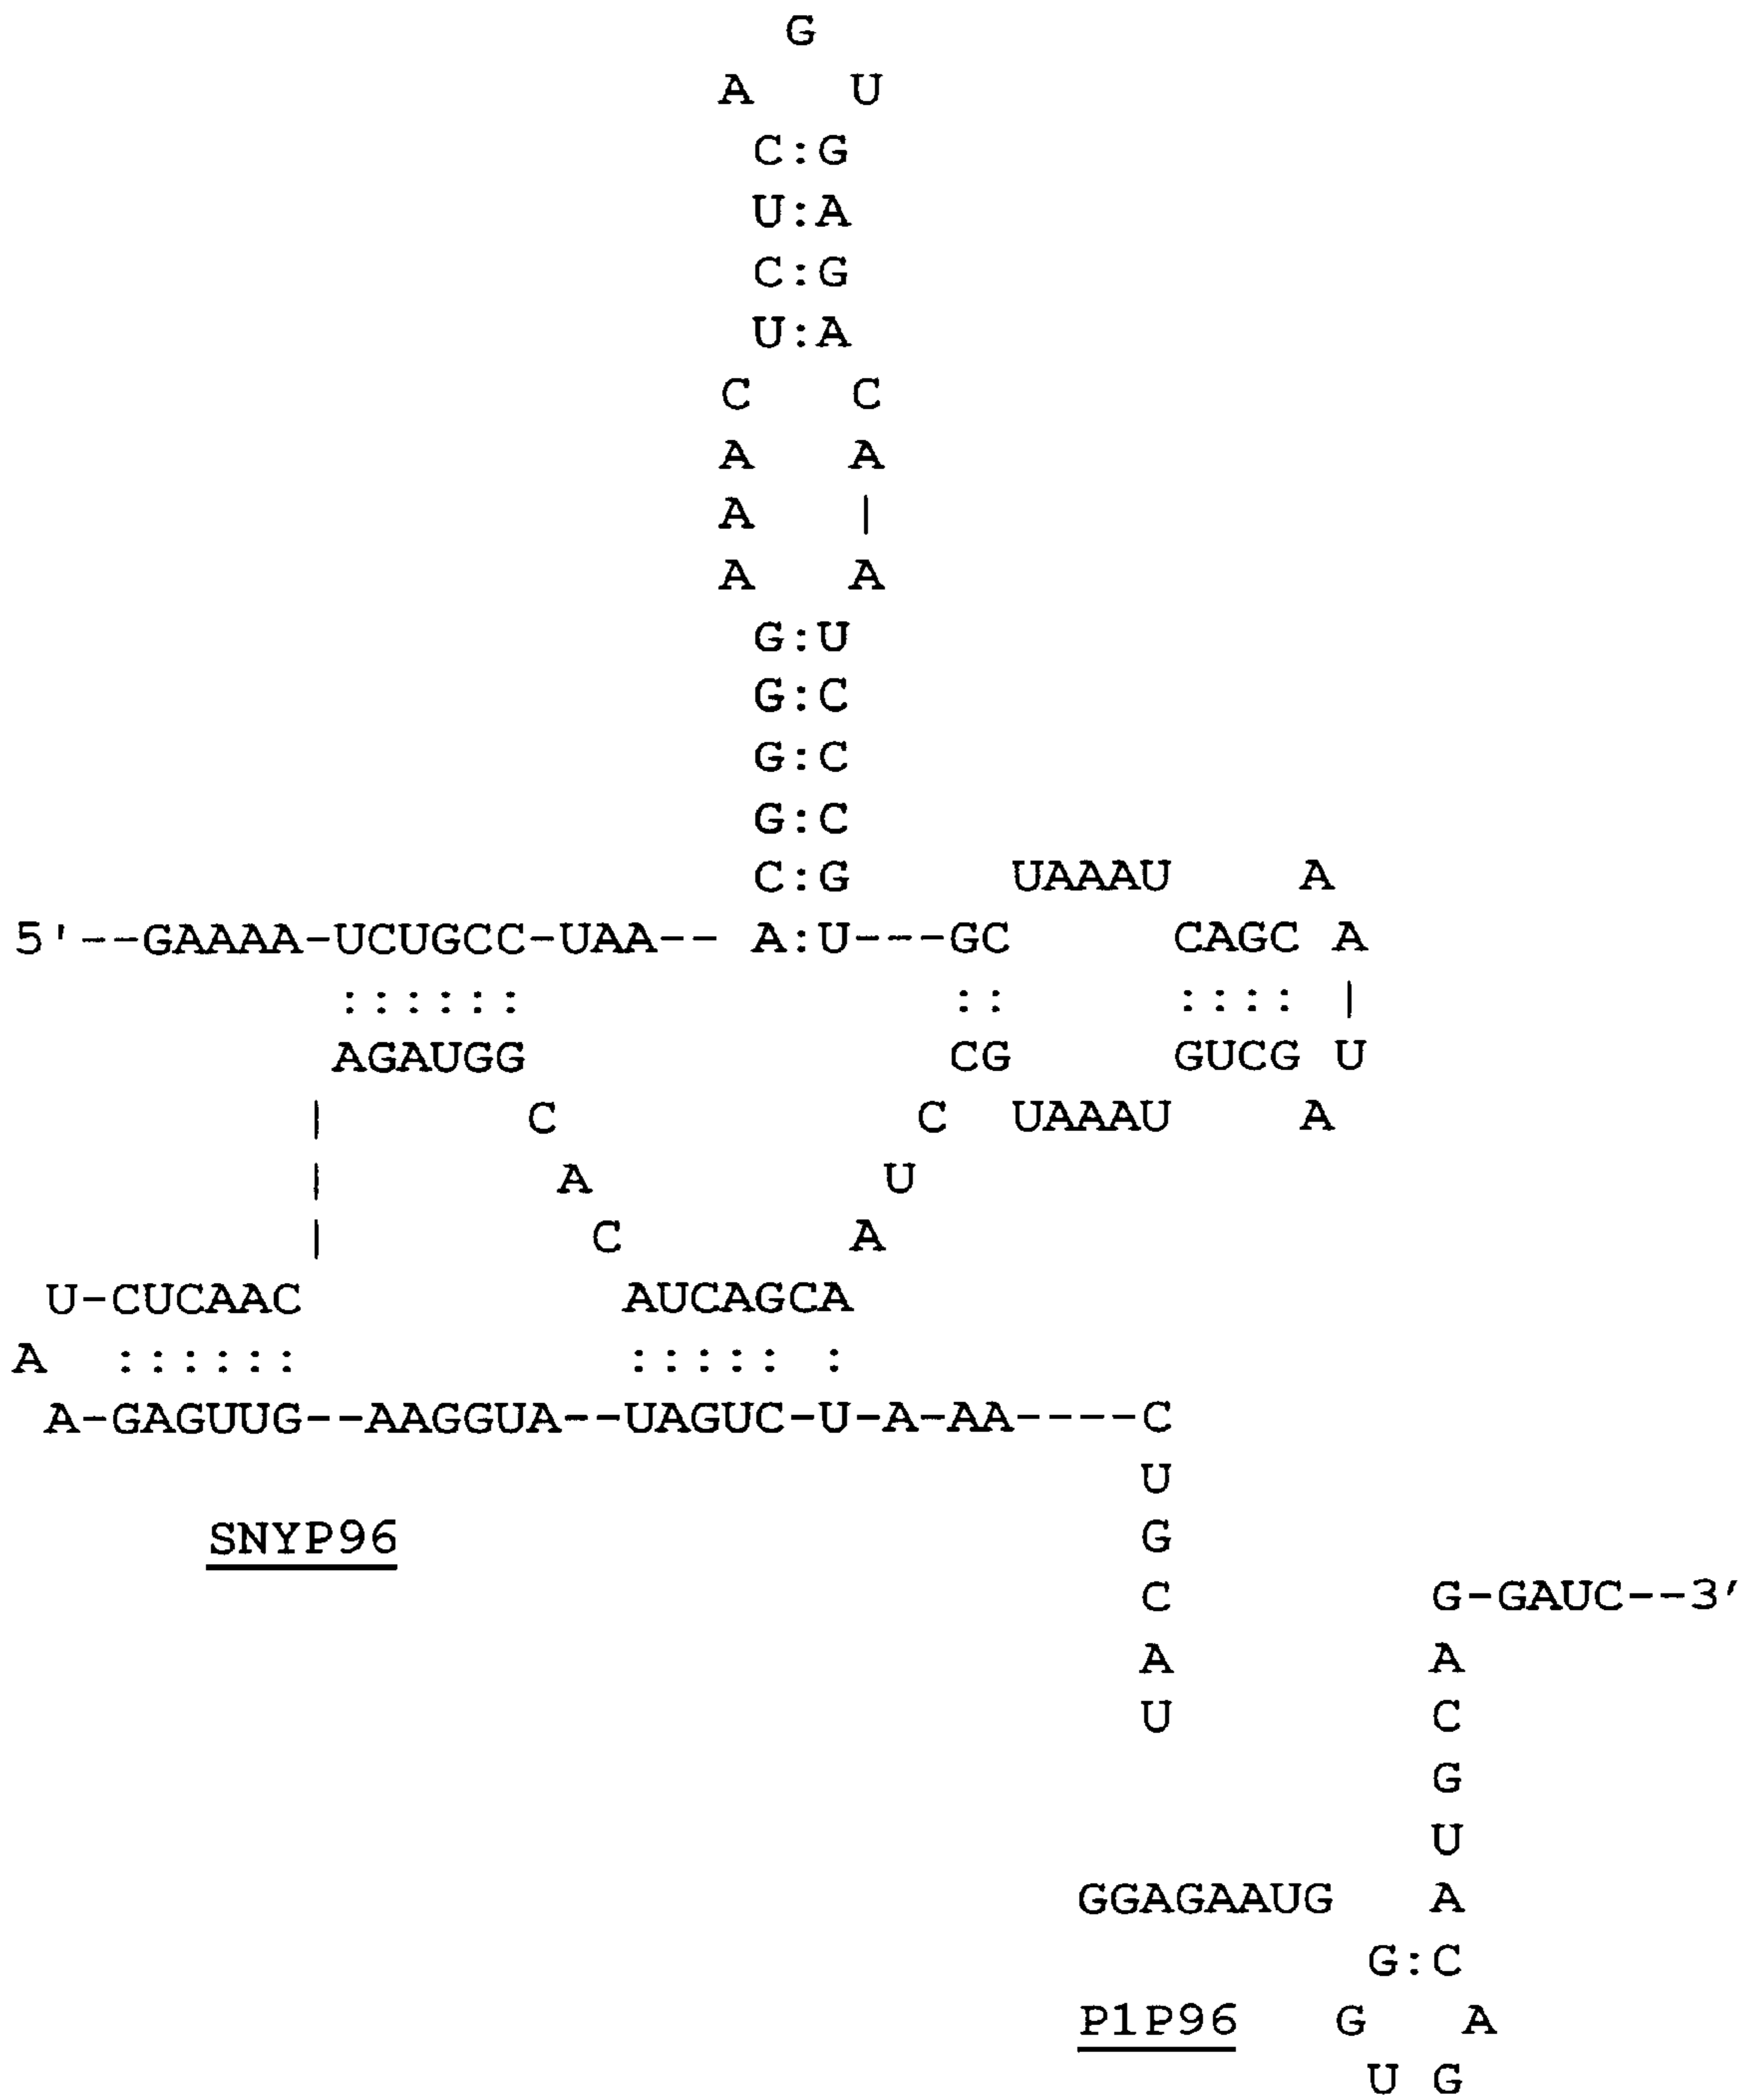 G
A U
C:G
U:A
C:G
U:A
C C
A A
A |
A A
G:U
G:C
G:C
G:C
C:G UAAAU A
5'--GAAAA-UCUGCC-UAA-- A:U---GC CAGC A
:::::: :: :::: |
AGAUGG CG GUCG U
| C C UAAAU A
| A U
| C A
U-CUCAAC AUCAGCA
A :::::: ::::: :
A-GAGUUG--AAGGUA--UAGUC-U-A-AA----C
U
SNYP96 G
C G-GAUC--3'
A A
U C
G
U
GGAGAAUG A
G:C
P1P96 G A
U G